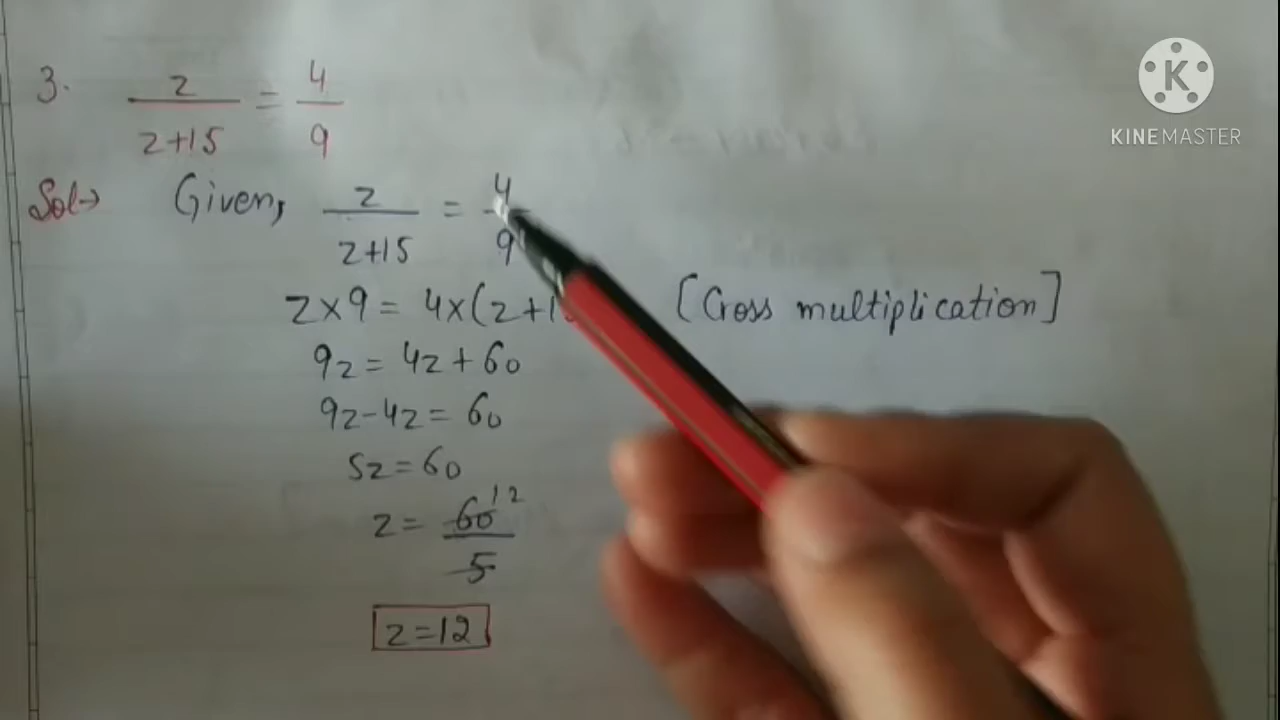 3. z/z+15 = 4/9
Sol→ Given, z/z+15 = 4/9
z×9 = 4×(z+1 [Cross multiplication]
9z = 4z + 60
9z-4z = 60
5z = 60
z = 60/5 12
z=12
KINEMASTER